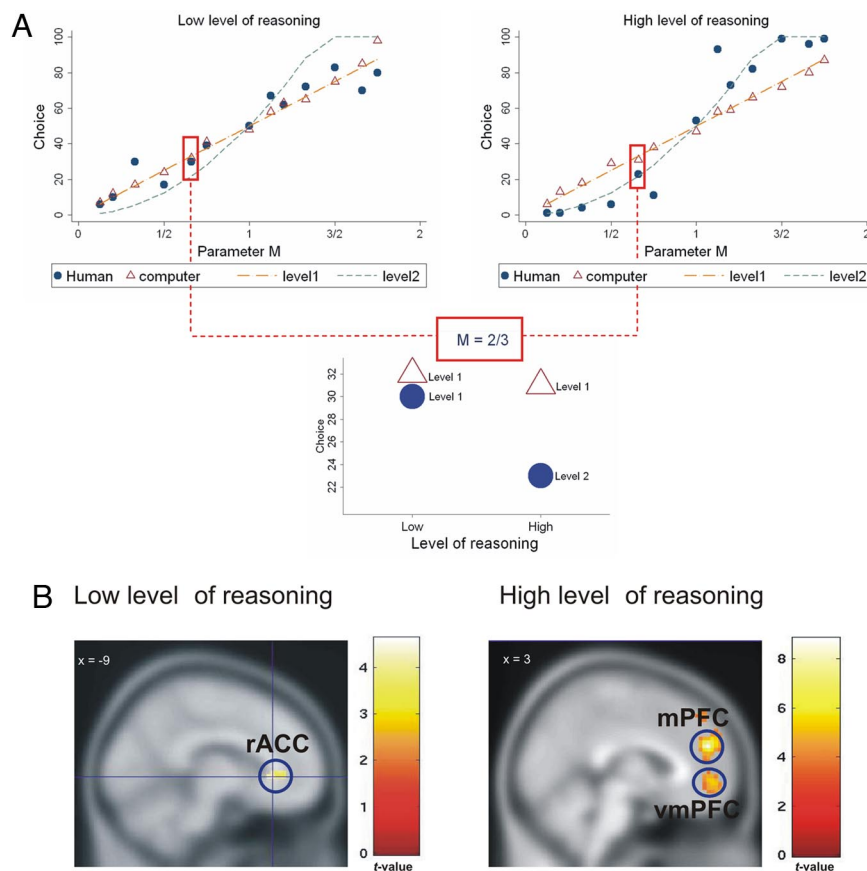 A
Low level of reasoning
High level of reasoning
Choice
100
80
60
40
20
0
0 1/2 1 3/2 2
Parameter M
Human computer level1 level2
Choice
100
80
60
40
20
0
0 1/2 1 3/2 2
Parameter M
Human computer level1 level2
M = 2/3
Choice
32
30
28
26
24
22
Level 1
Level 1
Level 1
Level 2
Low High
Level of reasoning
B
Low level of reasoning
High level of reasoning
x = -9
rACC
4
3
2
1
0
t-value
x = 3
mPFC
vmPFC
8
6
4
2
0
t-value